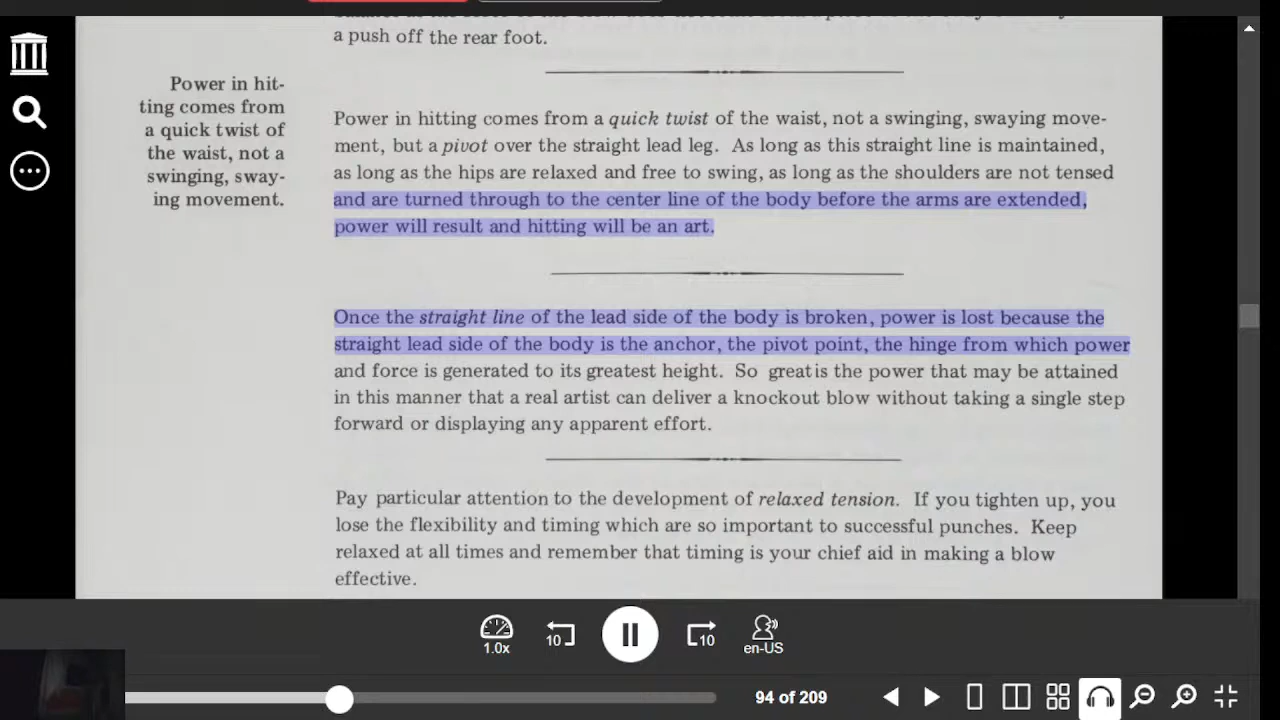 a push off the rear foot.
Power in hit-
ting comes from
a quick twist of
the waist, not a
swinging, sway-
ing movement.
Power in hitting comes from a quick twist of the waist, not a swinging, swaying move-
ment, but a pivot over the straight lead leg. As long as this straight line is maintained,
as long as the hips are relaxed and free to swing, as long as the shoulders are not tensed
and are turned through to the center line of the body before the arms are extended,
power will result and hitting will be an art.
Once the straight line of the lead side of the body is broken, power is lost because the
straight lead side of the body is the anchor, the pivot point, the hinge from which power
and force is generated to its greatest height. So great is the power that may be attained
in this manner that a real artist can deliver a knockout blow without taking a single step
forward or displaying any apparent effort.
Pay particular attention to the development of relaxed tension. If you tighten up, you
lose the flexibility and timing which are so important to successful punches. Keep
relaxed at all times and remember that timing is your chief aid in making a blow
effective.
1.0x
10
10
en-US
94 of 209